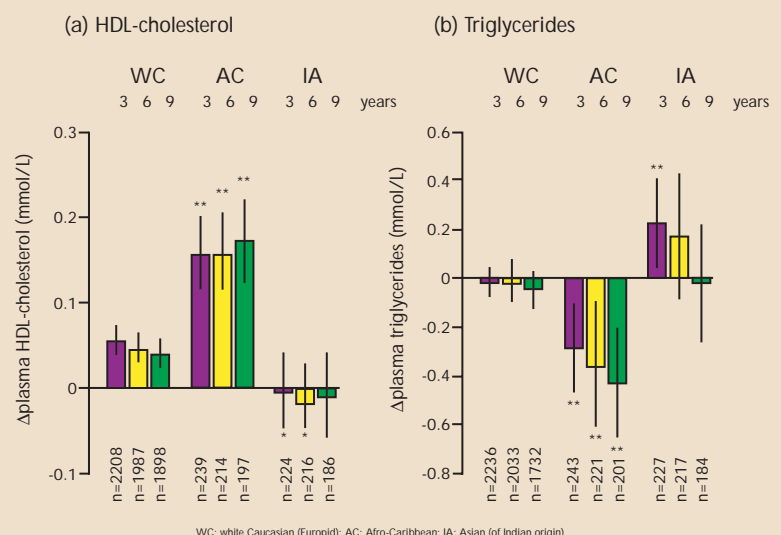 (a) HDL-cholesterol
WC AC IA
3 6 9 3 6 9 3 6 9 years
Δplasma HDL-cholesterol (mmol/L)
0.3
0.2
0.1
0
-0.1
** ** **
* *
n=2208 n=1987 n=1898 n=239 n=214 n=197 n=224 n=216 n=186
(b) Triglycerides
WC AC IA
3 6 9 3 6 9 3 6 9 years
Δplasma triglycerides (mmol/L)
0.6
0.4
0.2
0
-0.2
-0.4
-0.6
-0.8
**
** ** **
n=2236 n=2033 n=1732 n=243 n=221 n=201 n=227 n=217 n=184
WC: white Caucasian (Europid); AC: Afro-Caribbean; IA: Asian (of Indian origin)